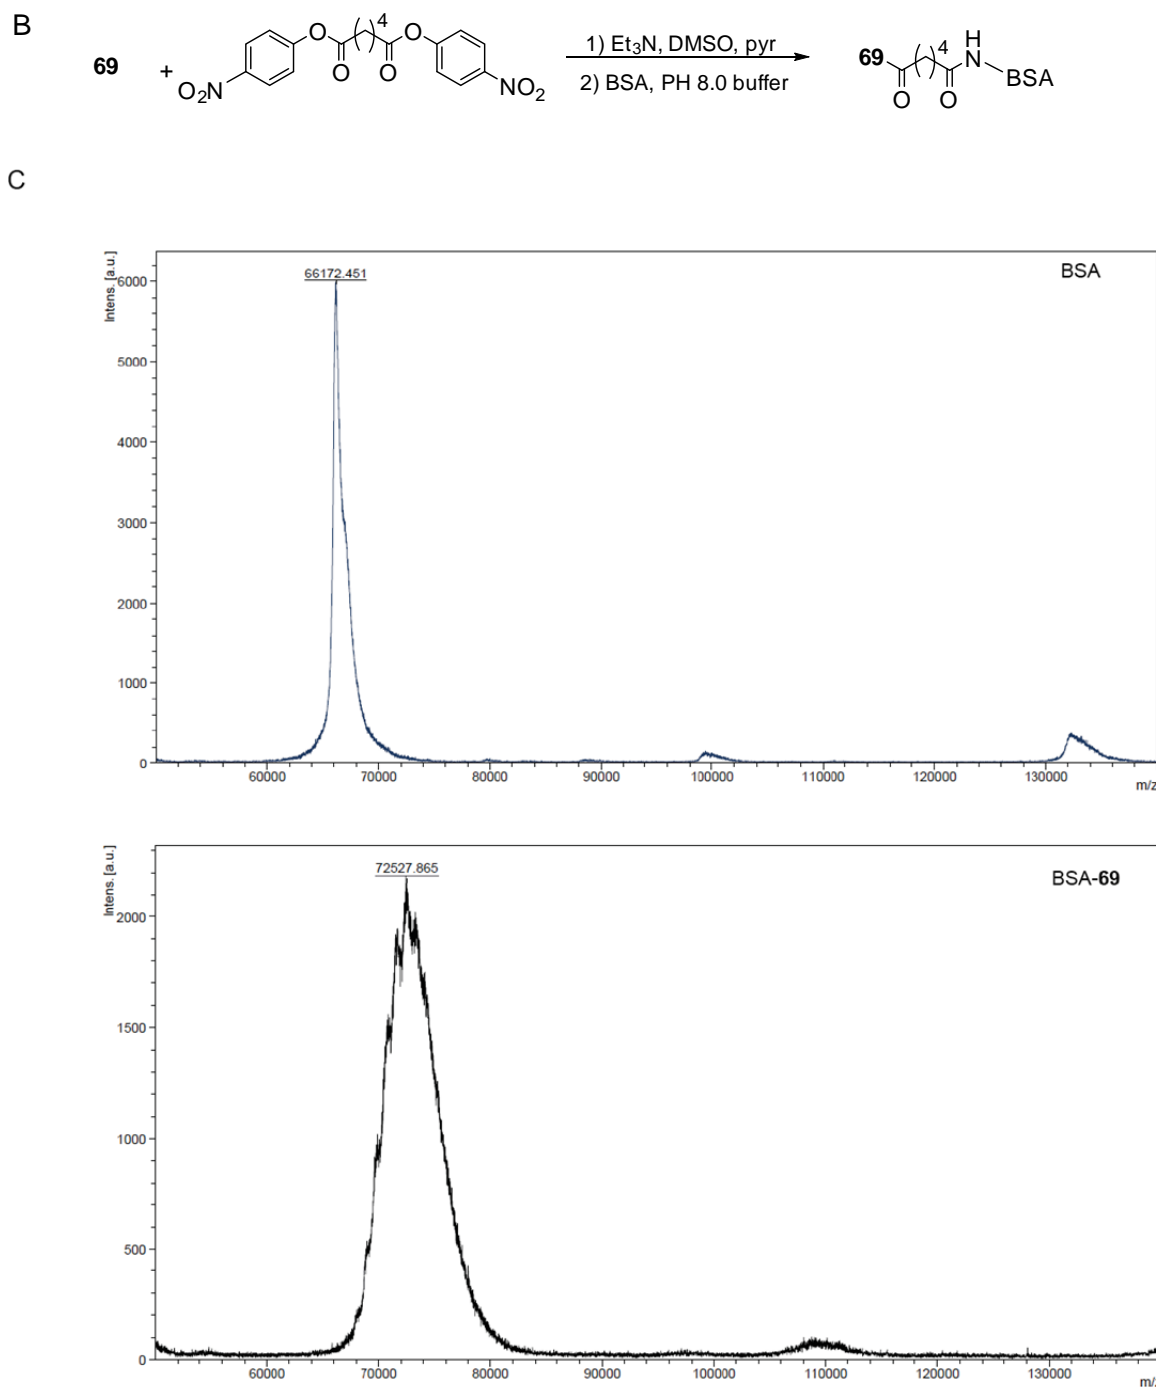 B
69 + O₂N O O 4 O O NO₂
1) Et₃N, DMSO, pyr
2) BSA, PH 8.0 buffer
69 O 4 O H N BSA
C
Intens. [a.u.]
BSA
66172.451
6000
5000
4000
3000
2000
1000
0
60000 70000 80000 90000 100000 110000 120000 130000
m/z
Intens. [a.u.]
BSA-69
72527.865
2000
1500
1000
500
0
60000 70000 80000 90000 100000 110000 120000 130000
m/z